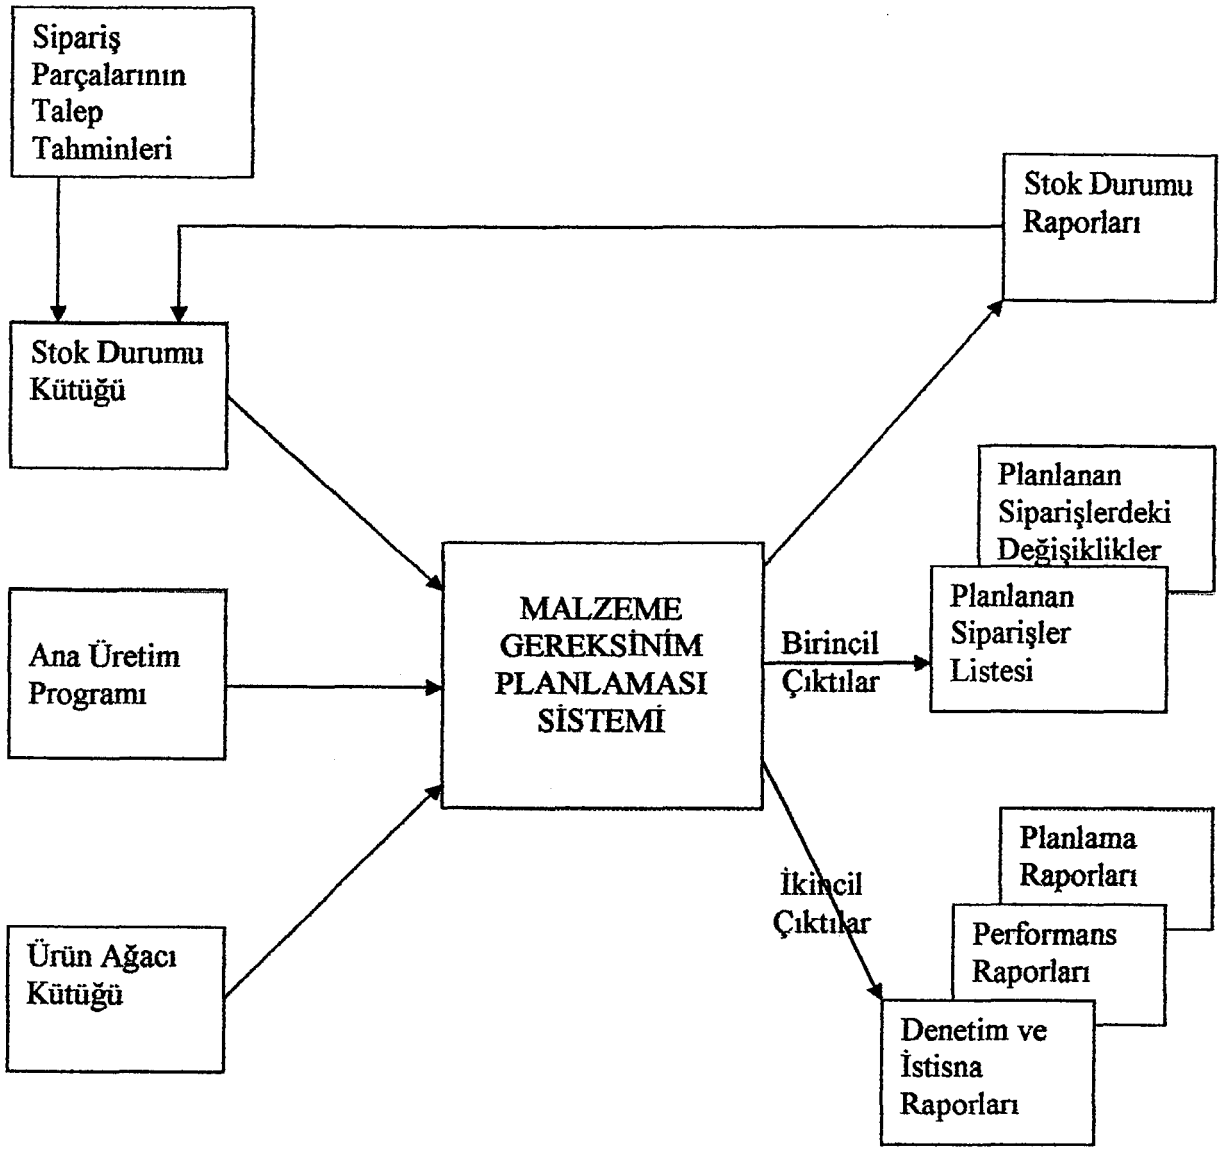 Sipariş
Parçalarının
Talep
Tahminleri
Stok Durumu
Raporları
Stok Durumu
Kütüğü
Planlanan
Siparişlerdeki
Değişiklikler
Planlanan
Siparişler
Listesi
MALZEME
GEREKSİNİM
PLANLAMASI
SİSTEMİ
Birincil
Çıktılar
Ana Üretim
Programı
Planlama
Raporları
İkincil
Çıktılar
Performans
Raporları
Ürün Ağacı
Kütüğü
Denetim ve
İstisna
Raporları